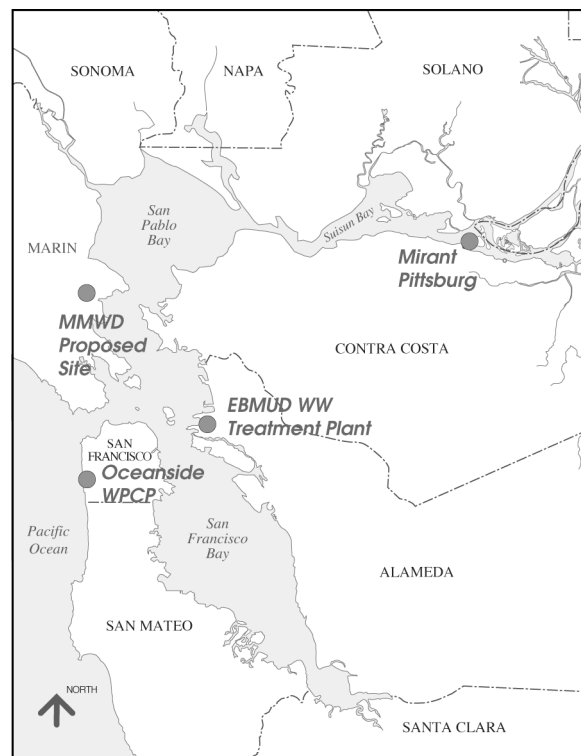 SONOMA
NAPA
SOLANO
San
Pablo
Bay
Suisun Bay
MARIN
Mirant
Pittsburg
MMWD
Proposed
Site
CONTRA COSTA
EBMUD WW
Treatment Plant
SAN
FRANCISCO
Oceanside
WPCP
Pacific
Ocean
San
Francisco
Bay
ALAMEDA
SAN MATEO
NORTH
SANTA CLARA